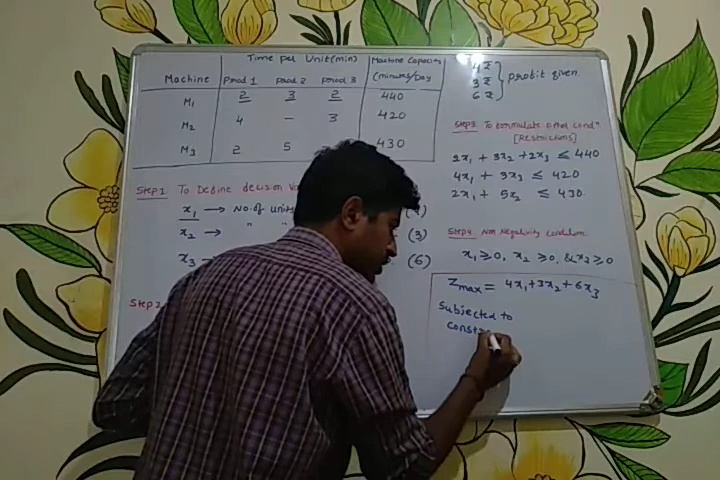 Time per Unit(min) Machine Capacity
Machine Prod 1 Prod 2 Prod 3 (minutes/Day
M1 2 3 2 440
M2 4 - 3 420
M3 2 5 430
Step 1 To Define decision
x1 → No. of units
x2 → " "
(3)
x3
(6)
Step 2
3 ₹
6 ₹
profit given
Step 3 To formulate
[Restrictions]
2x1 + 3x2 + 2x3 ≤ 440
4x1 + 3x3 ≤ 420
2x1 + 5x2 ≤ 430
Step 4 Non Negativity Condition
x1 ≥ 0, x2 ≥ 0, & x3 ≥ 0
Zmax = 4x1 + 3x2 + 6x3
Subjected to
const